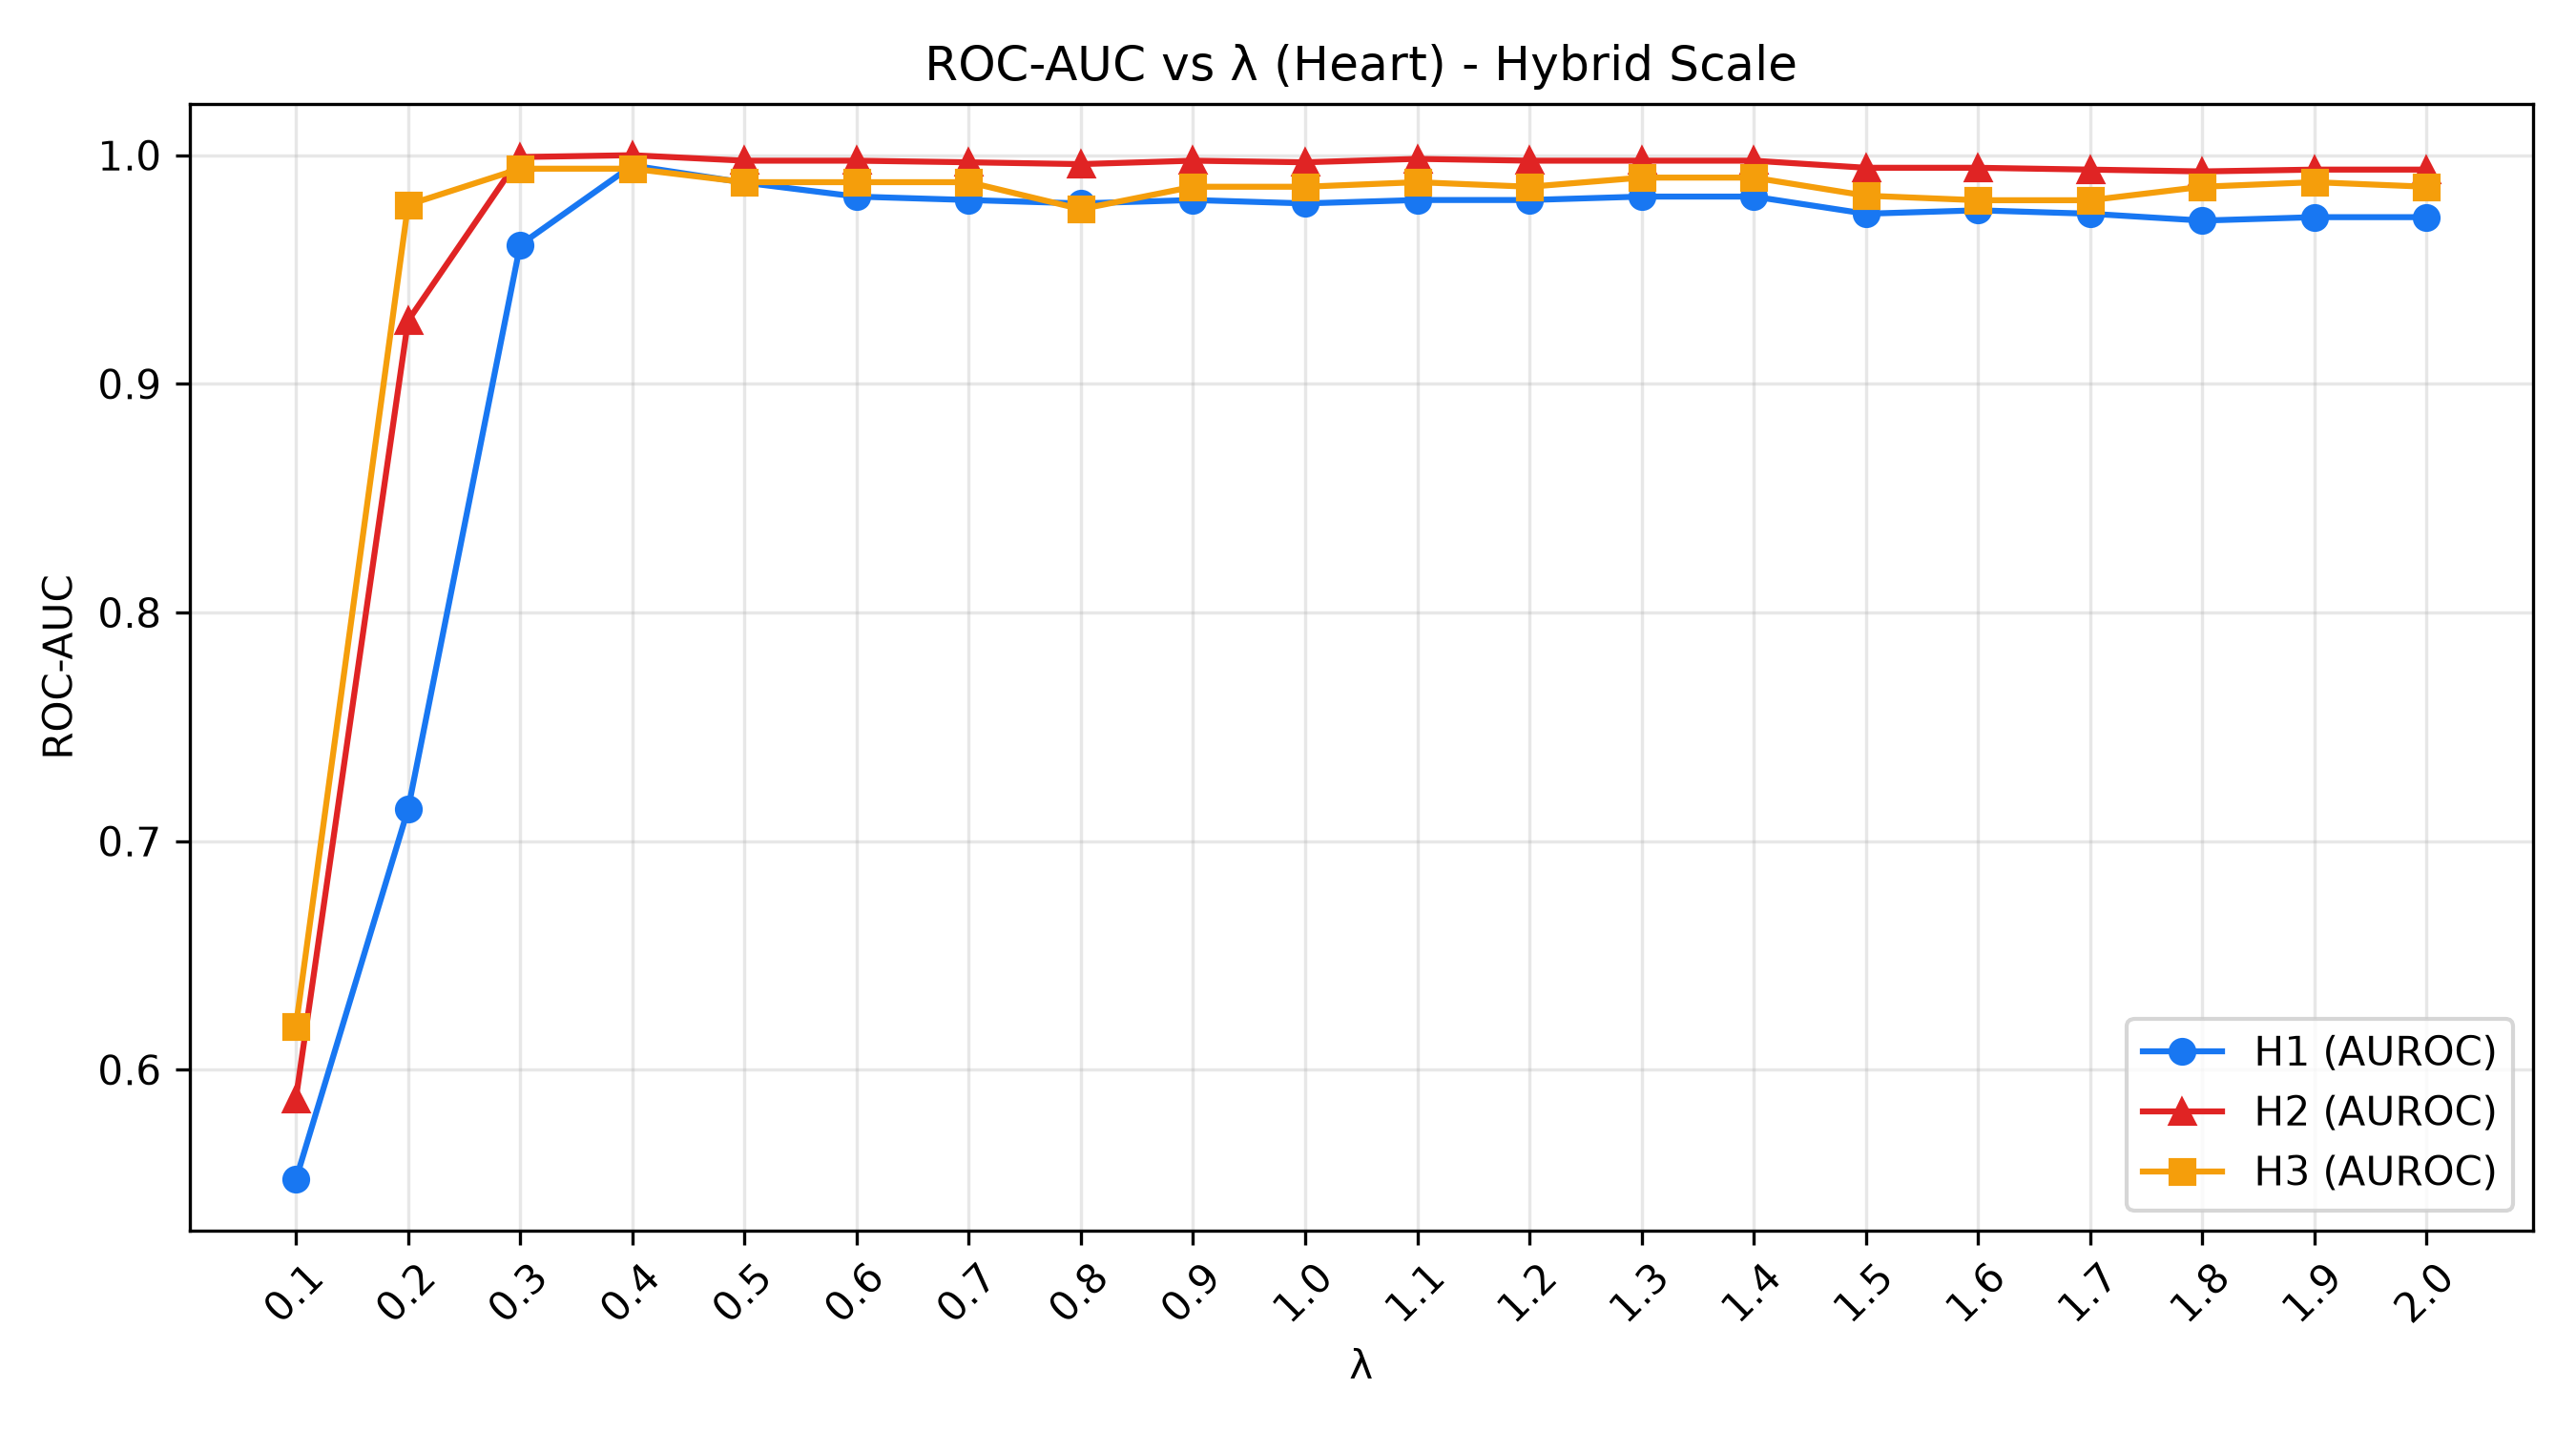 ROC-AUC vs λ (Heart) - Hybrid Scale
ROC-AUC
1.0
0.9
0.8
0.7
0.6
H1 (AUROC)
H2 (AUROC)
H3 (AUROC)
0.1 0.2 0.3 0.4 0.5 0.6 0.7 0.8 0.9 1.0 1.1 1.2 1.3 1.4 1.5 1.6 1.7 1.8 1.9 2.0
λ